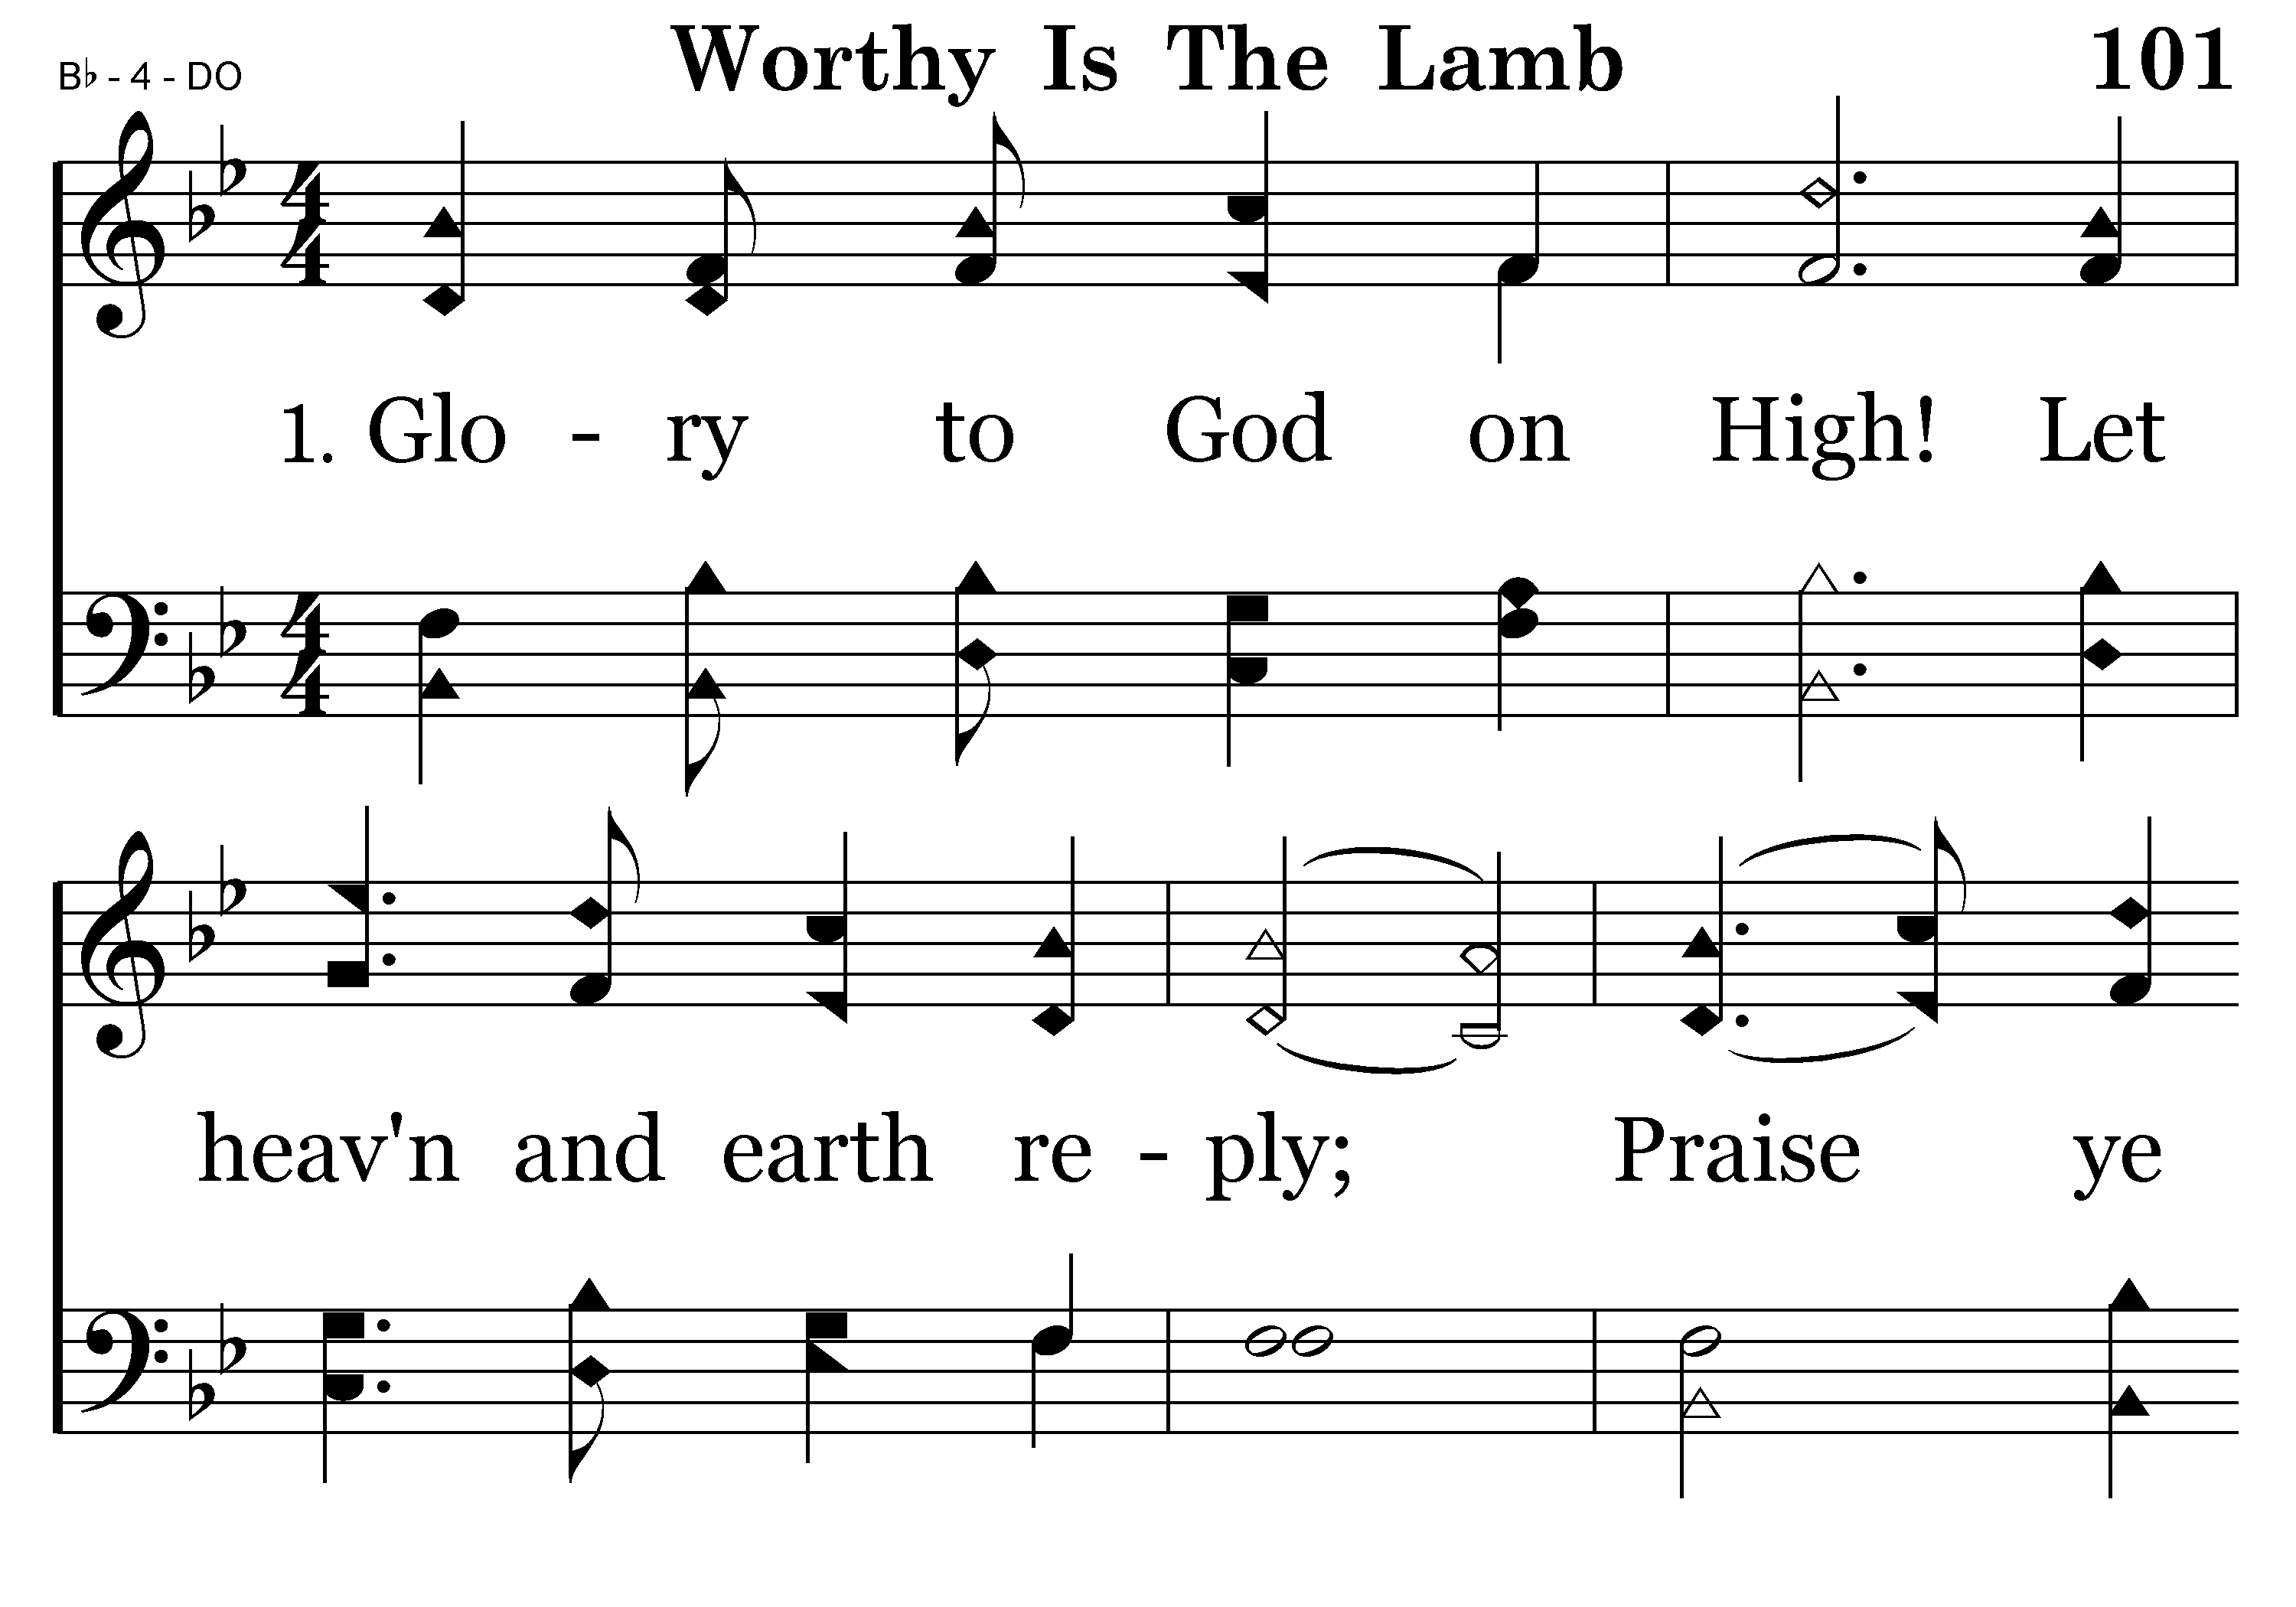 B♭ - 4 - DO Worthy Is The Lamb 101
1. Glo - ry to God on High! Let
heav'n and earth re - ply; Praise ye